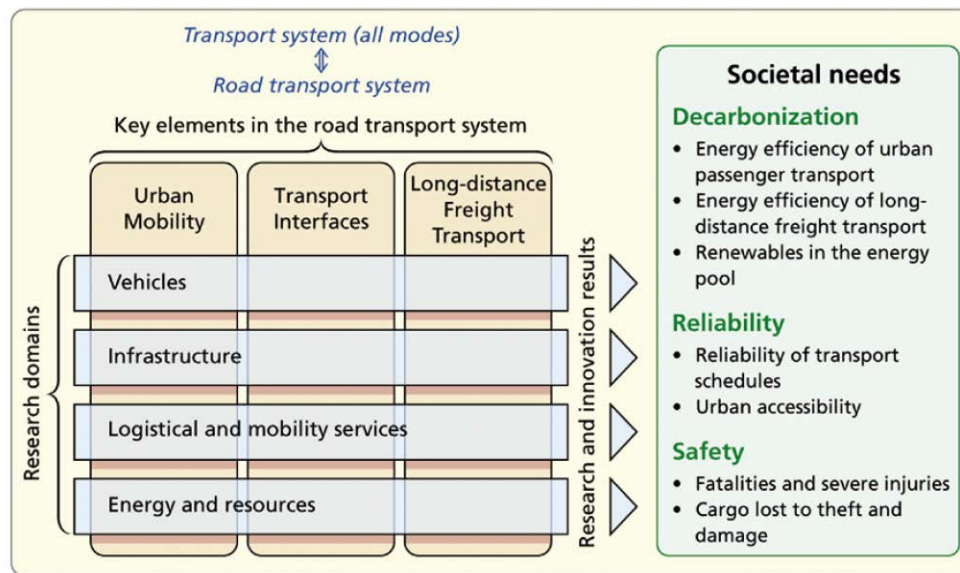 Transport system (all modes)
Road transport system
Key elements in the road transport system
Urban
Mobility
Transport
Interfaces
Long-distance
Freight
Transport
Research domains
Vehicles
Infrastructure
Logistical and mobility services
Energy and resources
Research and innovation results
Societal needs
Decarbonization
• Energy efficiency of urban
passenger transport
• Energy efficiency of long-
distance freight transport
• Renewables in the energy
pool
Reliability
• Reliability of transport
schedules
• Urban accessibility
Safety
• Fatalities and severe injuries
• Cargo lost to theft and
damage